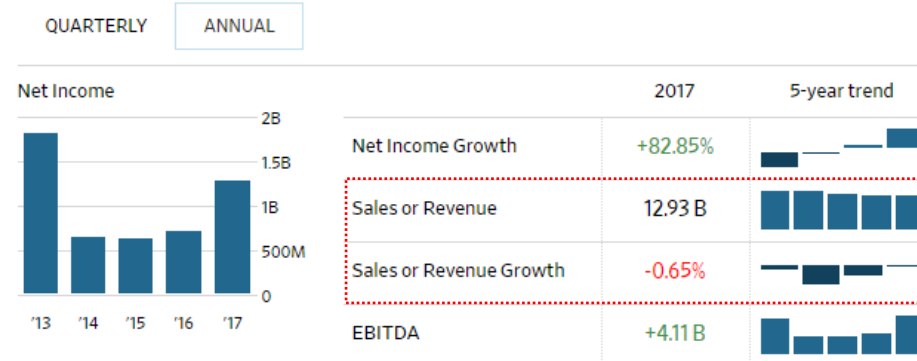 QUARTERLY ANNUAL
Net Income 2017 5-year trend
2B
Net Income Growth +82.85%
1.5B
Sales or Revenue 12.93 B
1B
500M
Sales or Revenue Growth -0.65%
0
'13 '14 '15 '16 '17
EBITDA +4.11 B